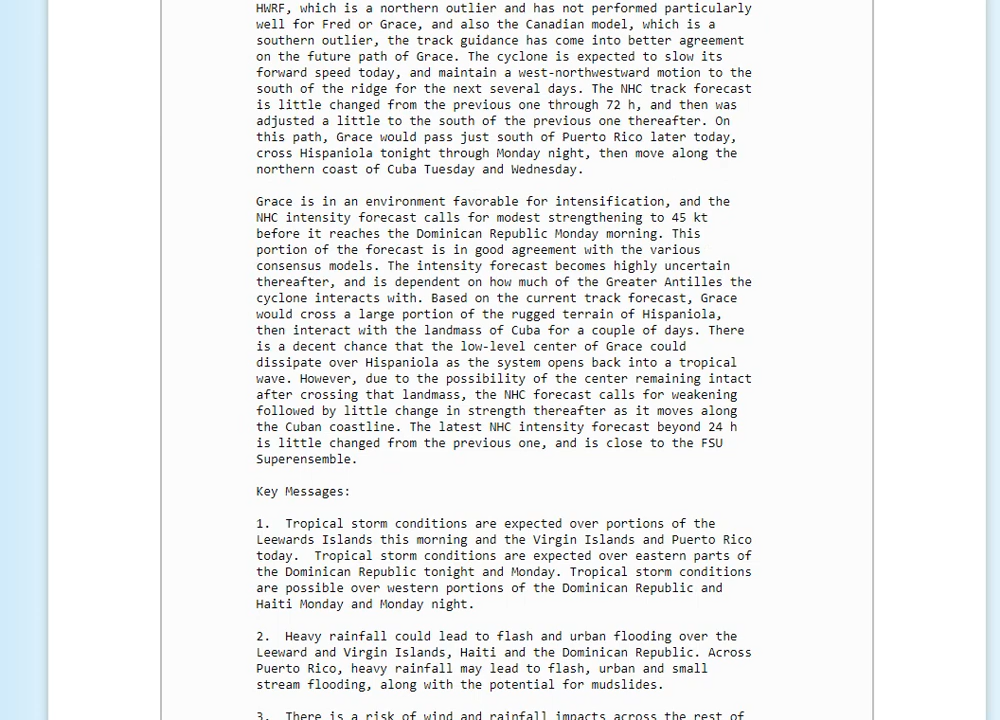 HWRF, which is a northern outlier and has not performed particularly
well for Fred or Grace, and also the Canadian model, which is a
southern outlier, the track guidance has come into better agreement
on the future path of Grace. The cyclone is expected to slow its
forward speed today, and maintain a west-northwestward motion to the
south of the ridge for the next several days. The NHC track forecast
is little changed from the previous one through 72 h, and then was
adjusted a little to the south of the previous one thereafter. On
this path, Grace would pass just south of Puerto Rico later today,
cross Hispaniola tonight through Monday night, then move along the
northern coast of Cuba Tuesday and Wednesday.
Grace is in an environment favorable for intensification, and the
NHC intensity forecast calls for modest strengthening to 45 kt
before it reaches the Dominican Republic Monday morning. This
portion of the forecast is in good agreement with the various
consensus models. The intensity forecast becomes highly uncertain
thereafter, and is dependent on how much of the Greater Antilles the
cyclone interacts with. Based on the current track forecast, Grace
would cross a large portion of the rugged terrain of Hispaniola,
then interact with the landmass of Cuba for a couple of days. There
is a decent chance that the low-level center of Grace could
dissipate over Hispaniola as the system opens back into a tropical
wave. However, due to the possibility of the center remaining intact
after crossing that landmass, the NHC forecast calls for weakening
followed by little change in strength thereafter as it moves along
the Cuban coastline. The latest NHC intensity forecast beyond 24 h
is little changed from the previous one, and is close to the FSU
Superensemble.
Key Messages:
1.  Tropical storm conditions are expected over portions of the
Leewards Islands this morning and the Virgin Islands and Puerto Rico
today.  Tropical storm conditions are expected over eastern parts of
the Dominican Republic tonight and Monday. Tropical storm conditions
are possible over western portions of the Dominican Republic and
Haiti Monday and Monday night.
2.  Heavy rainfall could lead to flash and urban flooding over the
Leeward and Virgin Islands, Haiti and the Dominican Republic. Across
Puerto Rico, heavy rainfall may lead to flash, urban and small
stream flooding, along with the potential for mudslides.
3.  There is a risk of wind and rainfall impacts across the rest of